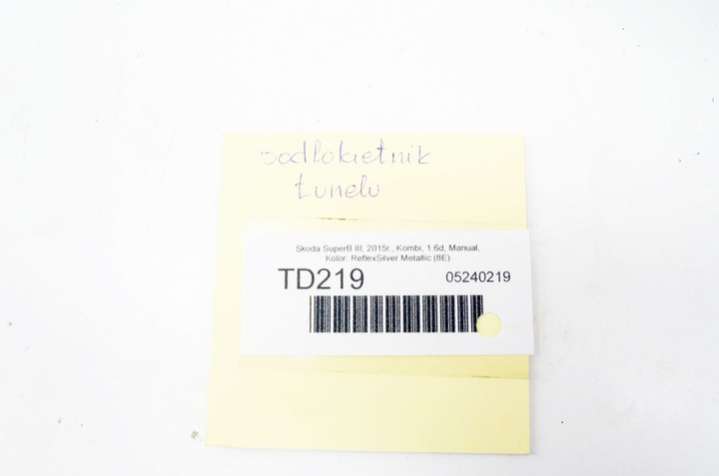 podłokietnik
tunelu
Skoda SuperB III, 2015r., Kombi, 1.6d, Manual,
Kolor: ReflexSilver Metallic (8E)
TD219
05240219